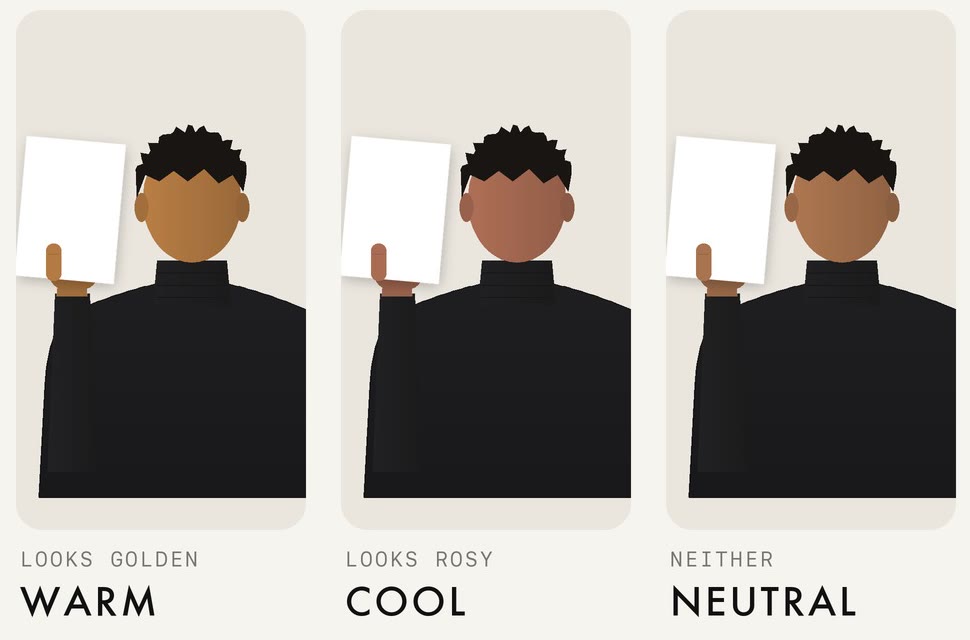 LOOKS GOLDEN
WARM
LOOKS ROSY
COOL
NEITHER
NEUTRAL